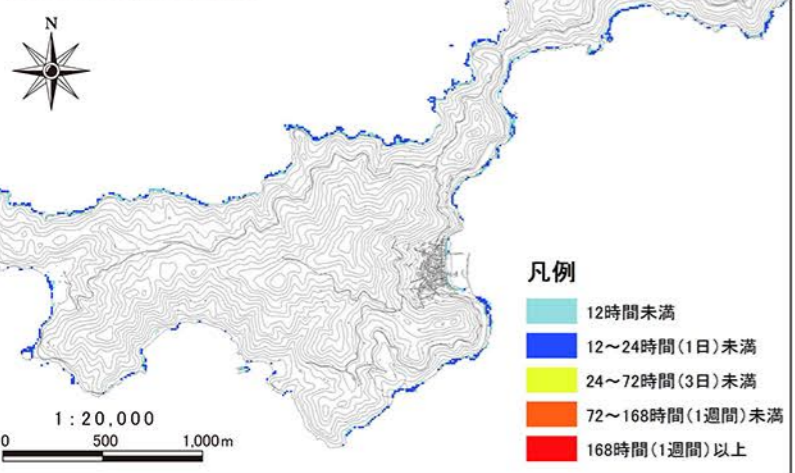 N
凡例
12時間未満
12～24時間(1日)未満
24～72時間(3日)未満
72～168時間(1週間)未満
168時間(1週間)以上
1:20,000
0 500 1,000m